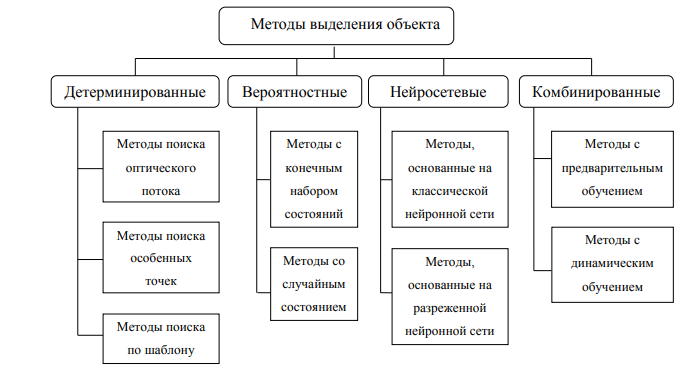 Методы выделения объекта
Детерминированные
Вероятностные
Нейросетевые
Комбинированные
Методы поиска
оптического
потока
Методы поиска
особенных
точек
Методы поиска
по шаблону
Методы с
конечным
набором
состояний
Методы со
случайным
состоянием
Методы,
основанные на
классической
нейронной сети
Методы,
основанные на
разреженной
нейронной сети
Методы с
предварительным
обучением
Методы с
динамическим
обучением